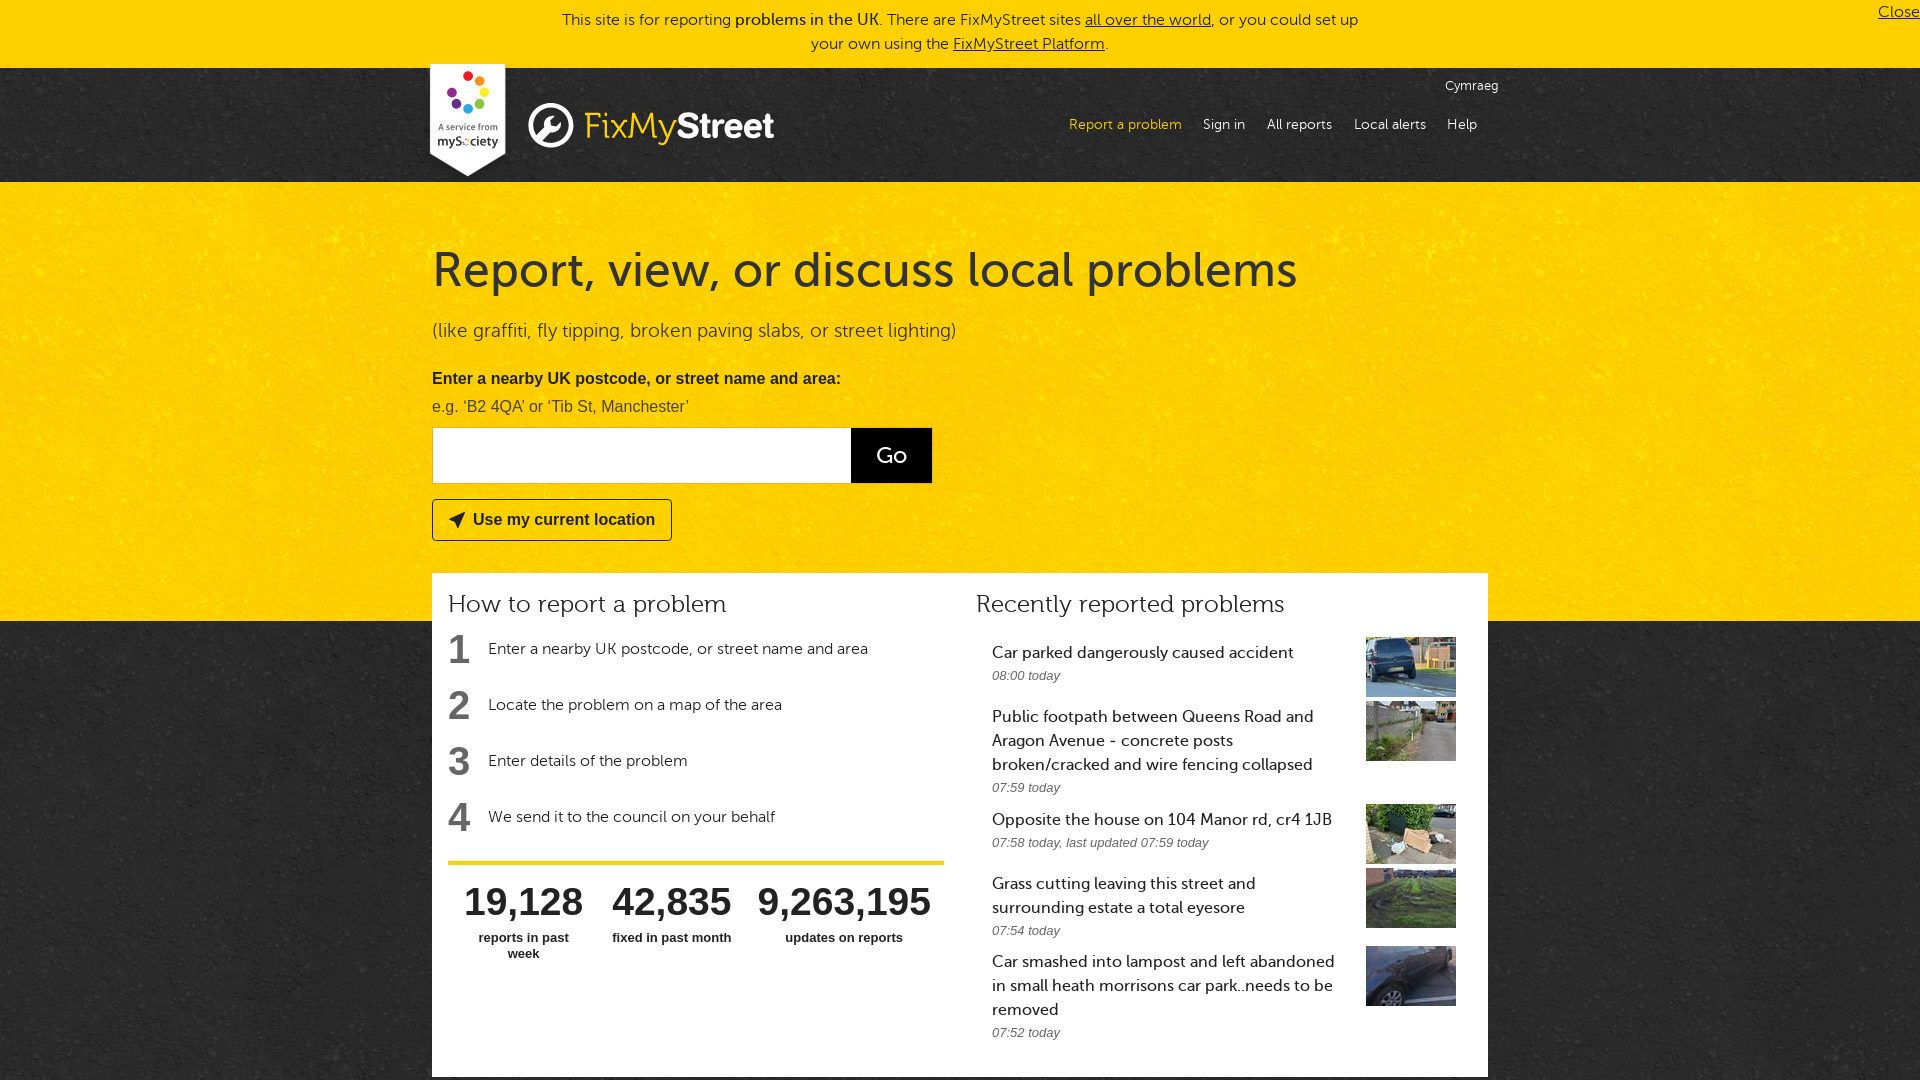 This site is for reporting problems in the UK. There are FixMyStreet sites all over the world, or you could set up
your own using the FixMyStreet Platform.
Close
A service from
mySociety
FixMyStreet
Cymraeg
Report a problem
Sign in
All reports
Local alerts
Help
Report, view, or discuss local problems
(like graffiti, fly tipping, broken paving slabs, or street lighting)
Enter a nearby UK postcode, or street name and area:
e.g. ‘B2 4QA’ or ‘Tib St, Manchester’
Go
Use my current location
How to report a problem
1 Enter a nearby UK postcode, or street name and area
2 Locate the problem on a map of the area
3 Enter details of the problem
4 We send it to the council on your behalf
19,128
reports in past
week
42,835
fixed in past month
9,263,195
updates on reports
Recently reported problems
Car parked dangerously caused accident
08:00 today
Public footpath between Queens Road and
Aragon Avenue - concrete posts
broken/cracked and wire fencing collapsed
07:59 today
Opposite the house on 104 Manor rd, cr4 1JB
07:58 today, last updated 07:59 today
Grass cutting leaving this street and
surrounding estate a total eyesore
07:54 today
Car smashed into lampost and left abandoned
in small heath morrisons car park..needs to be
removed
07:52 today